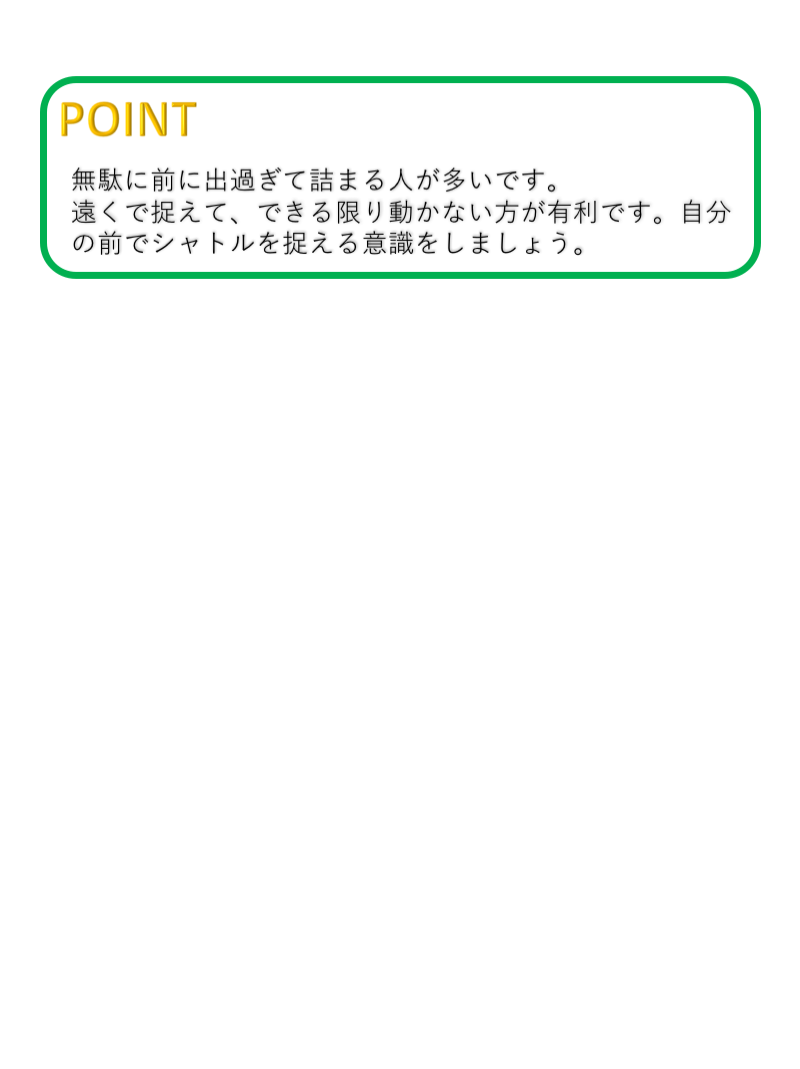 POINT
無駄に前に出過ぎて詰まる人が多いです。
遠くで捉えて、できる限り動かない方が有利です。自分
の前でシャトルを捉える意識をしましょう。